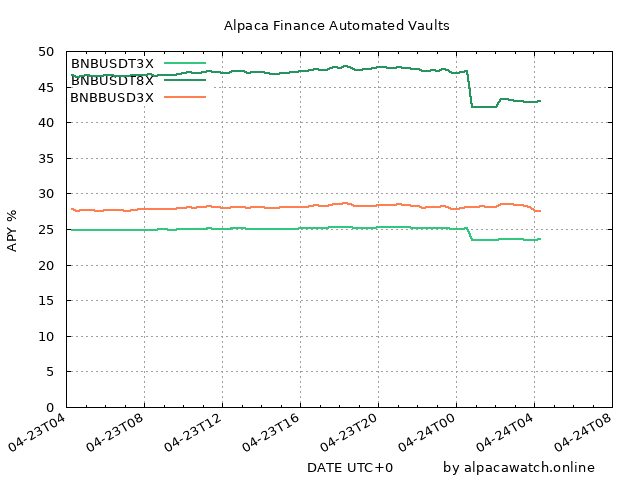 Alpaca Finance Automated Vaults
50
45
40
35
30
25
20
15
10
5
0
APY %
BNBUSDT3X
BNBUSDT8X
BNBBUSD3X
04-23T04
04-23T08
04-23T12
04-23T16
04-23T20
04-24T00
04-24T04
04-24T08
DATE UTC+0
by alpacawatch.online